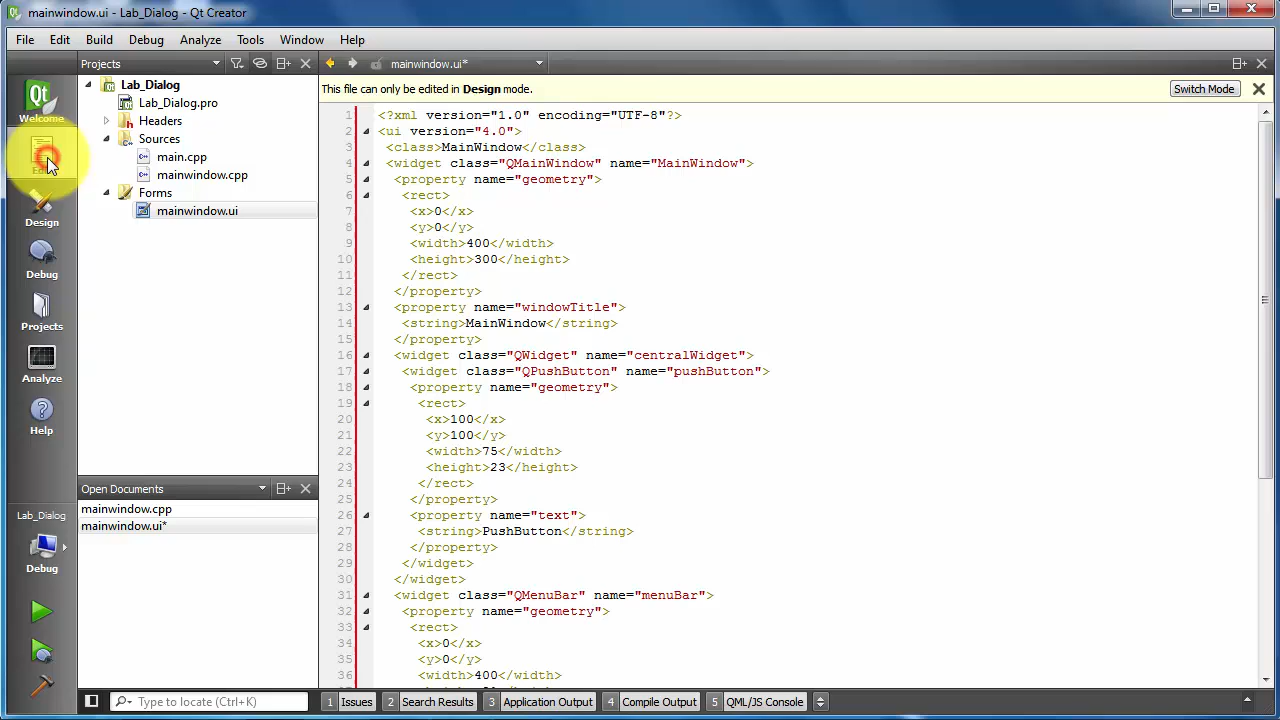 mainwindow.ui - Lab_Dialog - Qt Creator
File Edit Build Debug Analyze Tools Window Help
Projects
mainwindow.ui*
This file can only be edited in Design mode.
Switch Mode
Welcome
Edit
Design
Debug
Projects
Analyze
Help
Lab_Dialog
Debug
Lab_Dialog
Lab_Dialog.pro
Headers
Sources
main.cpp
mainwindow.cpp
Forms
mainwindow.ui
Open Documents
mainwindow.cpp
mainwindow.ui*
1 <?xml version="1.0" encoding="UTF-8"?>
2 <ui version="4.0">
3 <class>MainWindow</class>
4 <widget class="QMainWindow" name="MainWindow">
5 <property name="geometry">
6 <rect>
7 <x>0</x>
8 <y>0</y>
9 <width>400</width>
10 <height>300</height>
11 </rect>
12 </property>
13 <property name="windowTitle">
14 <string>MainWindow</string>
15 </property>
16 <widget class="QWidget" name="centralWidget">
17 <widget class="QPushButton" name="pushButton">
18 <property name="geometry">
19 <rect>
20 <x>100</x>
21 <y>100</y>
22 <width>75</width>
23 <height>23</height>
24 </rect>
25 </property>
26 <property name="text">
27 <string>PushButton</string>
28 </property>
29 </widget>
30 </widget>
31 <widget class="QMenuBar" name="menuBar">
32 <property name="geometry">
33 <rect>
34 <x>0</x>
35 <y>0</y>
36 <width>400</width>
Type to locate (Ctrl+K)
1 Issues 2 Search Results 3 Application Output 4 Compile Output 5 QML/JS Console